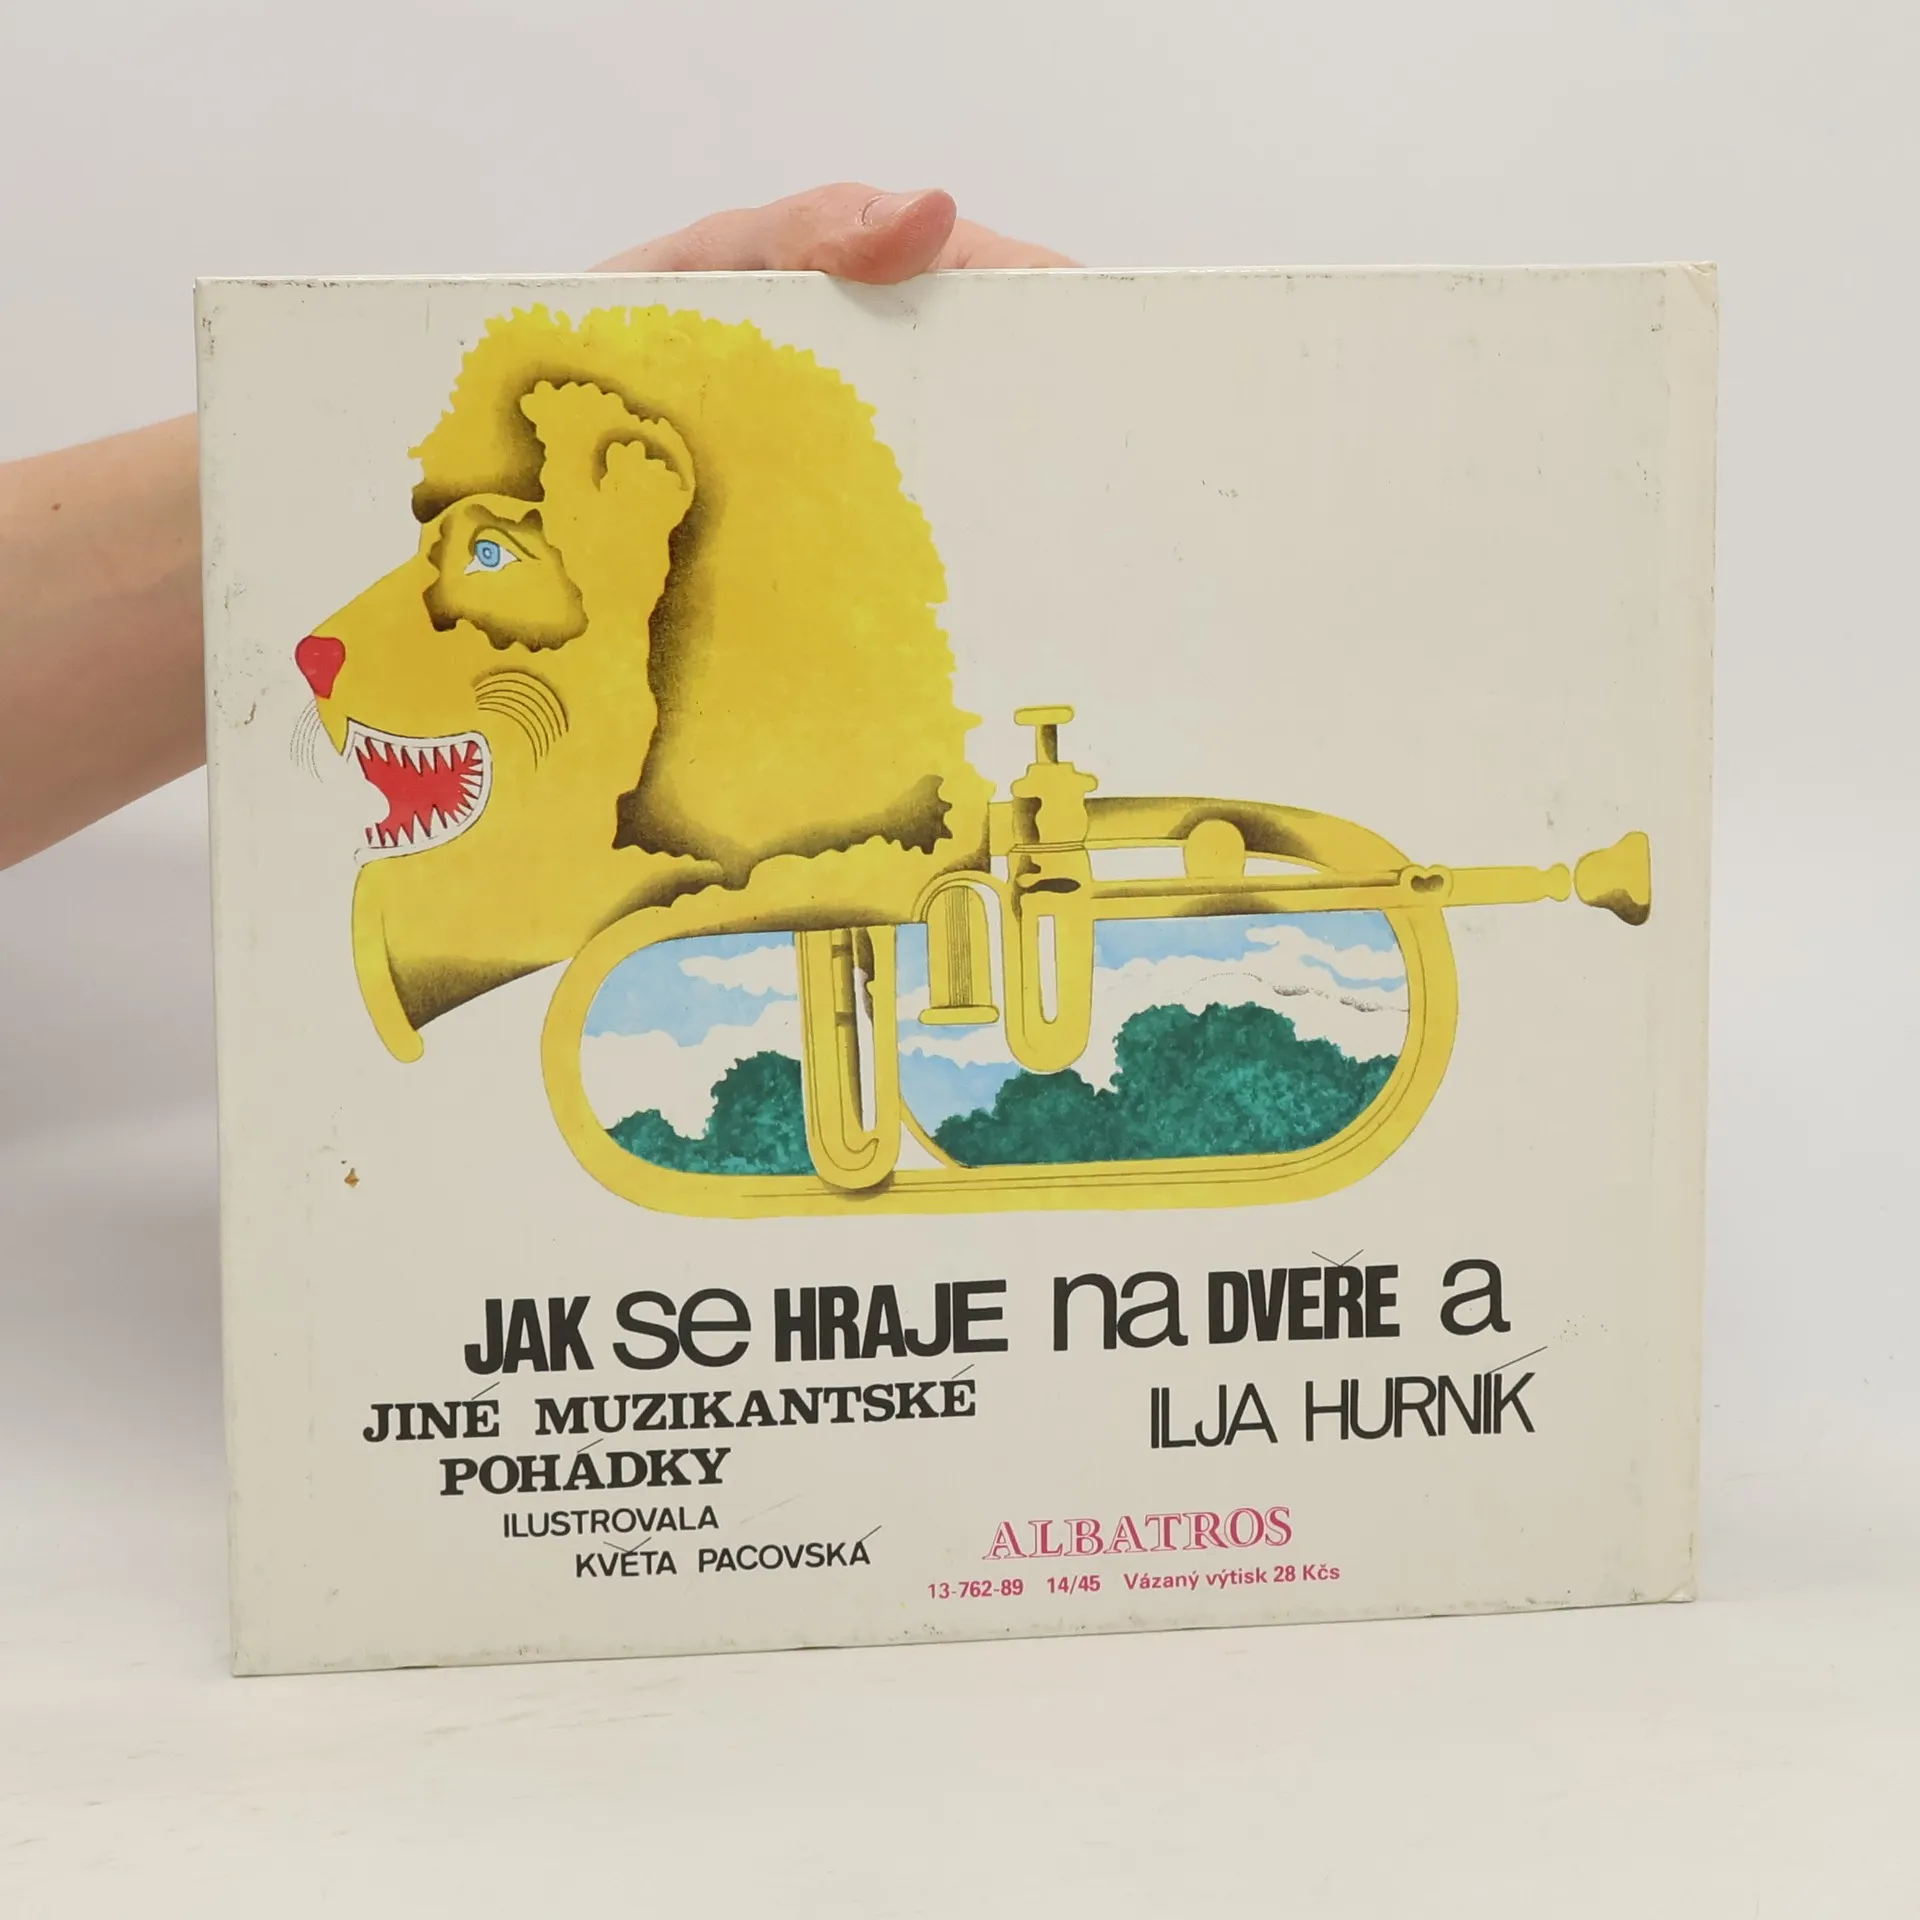 JAK se HRAJE na DVEŘE a
JINÉ MUZIKANTSKÉ
POHÁDKY
ILJA HURNÍK
ILUSTROVALA
KVĚTA PACOVSKÁ
ALBATROS
13-762-89 14/45 Vázaný výtisk 28 Kčs